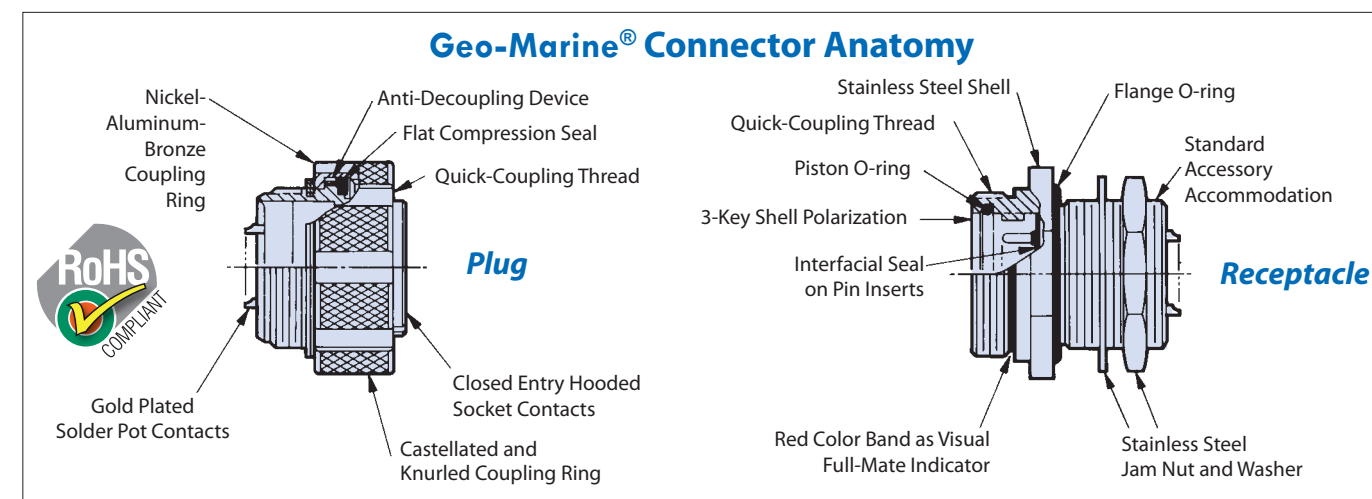 Geo-Marine® Connector Anatomy
Nickel-
Aluminum-
Bronze
Coupling
Ring
Anti-Decoupling Device
Flat Compression Seal
Quick-Coupling Thread
Plug
RoHS
COMPLIANT
Gold Plated
Solder Pot Contacts
Closed Entry Hooded
Socket Contacts
Castellated and
Knurled Coupling Ring
Stainless Steel Shell
Quick-Coupling Thread
Piston O-ring
3-Key Shell Polarization
Interfacial Seal
on Pin Inserts
Flange O-ring
Standard
Accessory
Accommodation
Receptacle
Red Color Band as Visual
Full-Mate Indicator
Stainless Steel
Jam Nut and Washer